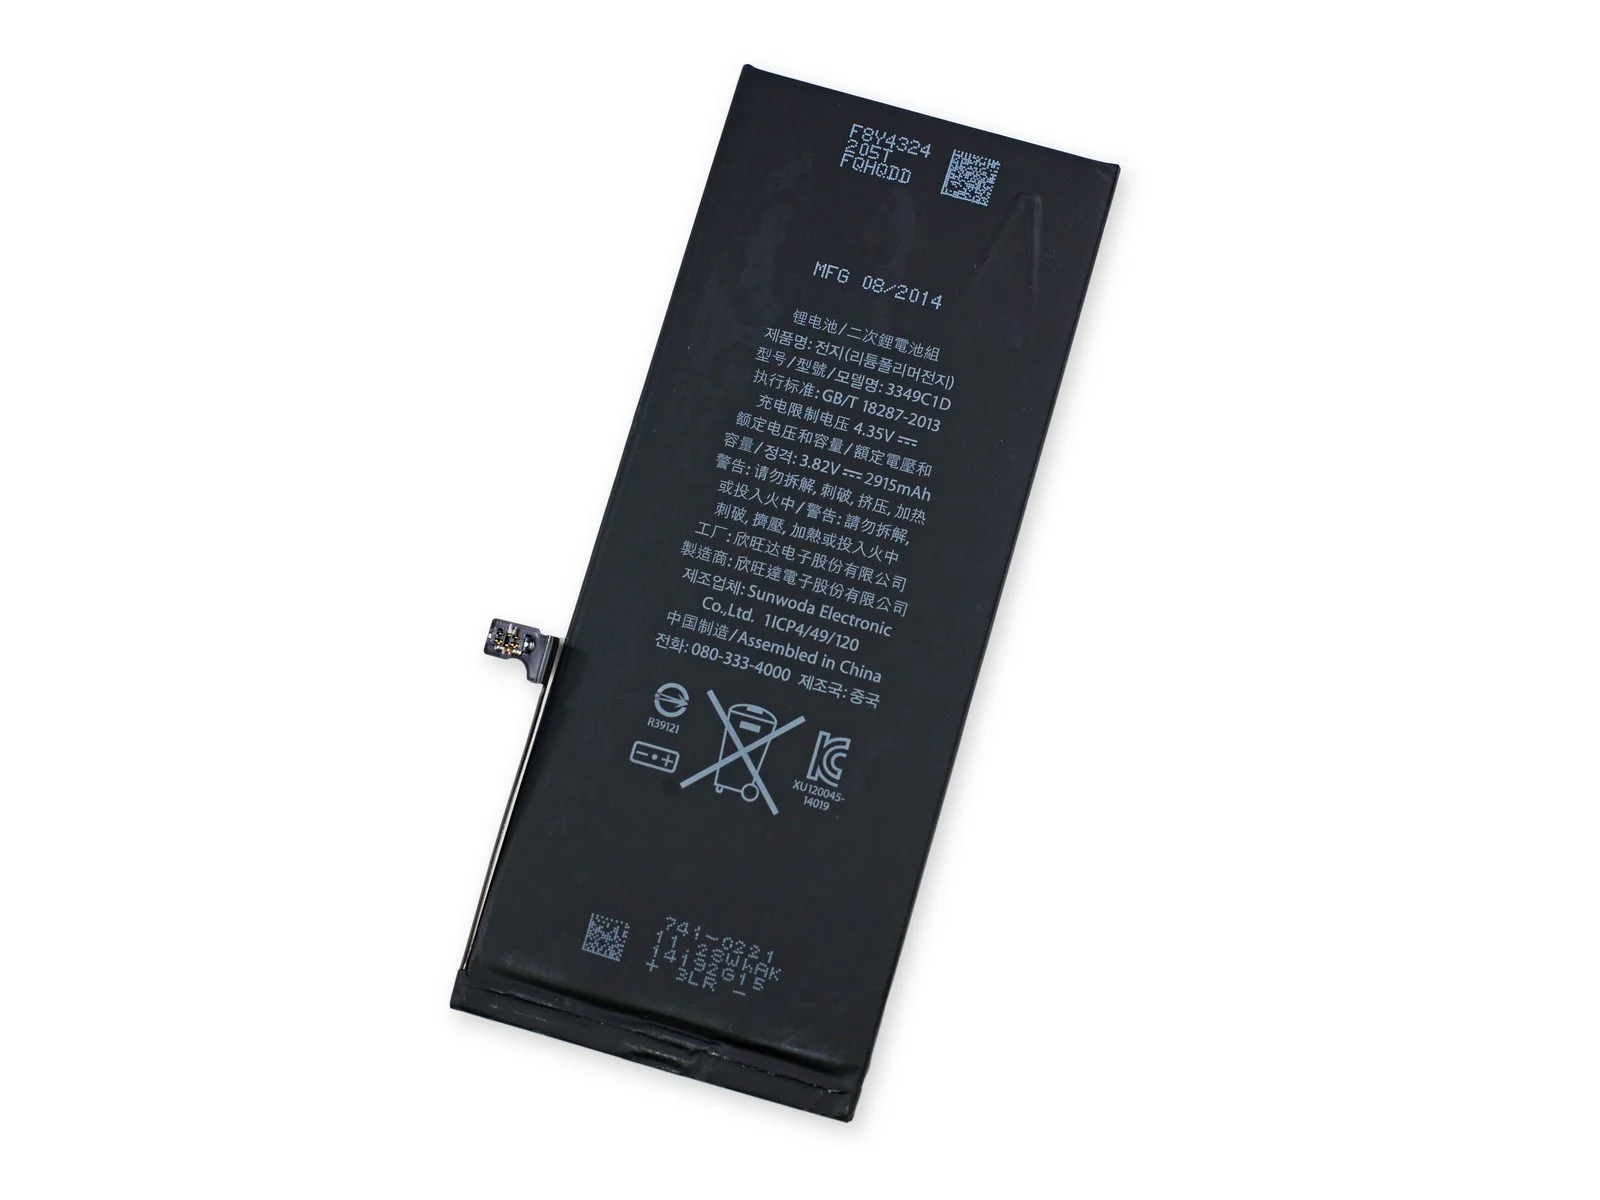 F8Y4324
205T
FQHQDD
MFG 08/2014
锂电池/二次鋰電池組
제품명: 전지(리튬폴리머전지)
型号/型號/모델명: 3349C1D
执行标准: GB/T 18287-2013
充电限制电压 4.35V
额定电压和容量/額定電壓和
容量/정격: 3.82V 2915mAh
警告: 请勿拆解, 刺破, 挤压, 加热
或投入火中/警告: 請勿拆解,
刺破, 擠壓, 加熱或投入火中
工厂: 欣旺达电子股份有限公司
製造商: 欣旺達電子股份有限公司
제조업체: Sunwoda Electronic
Co.,Ltd. 1ICP4/49/120
中国制造/Assembled in China
전화: 080-333-4000 제조국: 중국
R39121
XU120045-
14019
741-0221
11.28WhAK
14192G15
+ 3LR _